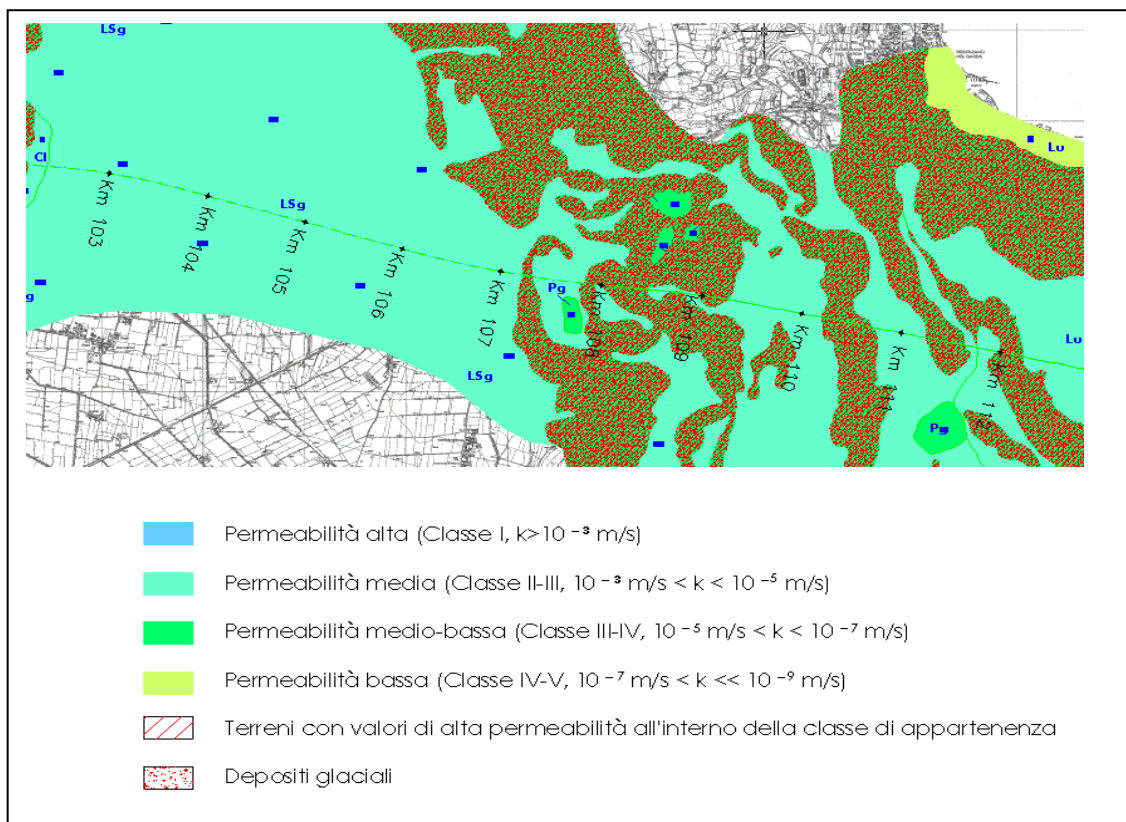 LSg
DESENZANO
DEL GARDA
Lu
Cl
LSg
Km 103
Km 104
Km 105
Km 106
Km 107
Km 108
Km 109
Km 110
Km 111
Km 112
Pg
g
LSg
Lu
Pg
Permeabilità alta (Classe I, k>10 ⁻³ m/s)
Permeabilità media (Classe II-III, 10 ⁻³ m/s < k < 10 ⁻⁵ m/s)
Permeabilità medio-bassa (Classe III-IV, 10 ⁻⁵ m/s < k < 10 ⁻⁷ m/s)
Permeabilità bassa (Classe IV-V, 10 ⁻⁷ m/s < k << 10 ⁻⁹ m/s)
Terreni con valori di alta permeabilità all'interno della classe di appartenenza
Depositi glaciali